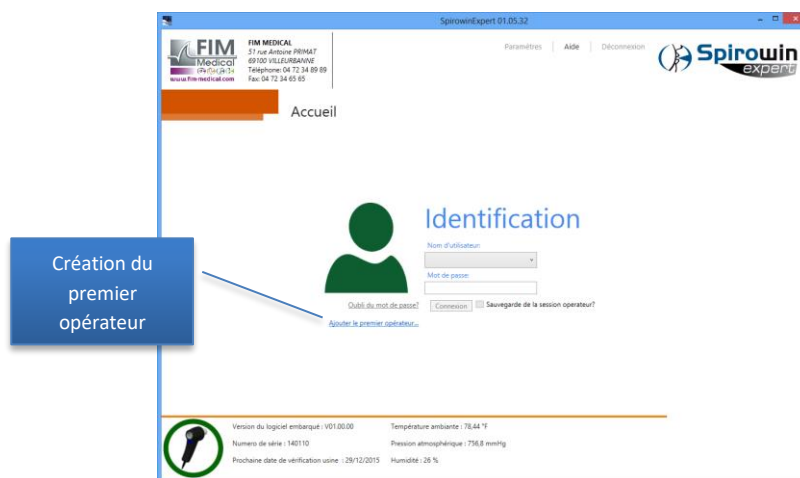 SpirowinExpert 01.05.32
FIM
Medical
www.fim-medical.com
FIM MEDICAL
51 rue Antoine PRIMAT
69100 VILLEURBANNE
Téléphone: 04 72 34 89 89
Fax: 04 72 34 65 65
Paramètres | Aide | Déconnexion
Spirowin
expert
Accueil
Identification
Nom d'utilisateur:
Mot de passe:
Oubli du mot de passe?
Connexion
Sauvegarde de la session operateur?
Ajouter le premier opérateur...
Création du
premier
opérateur
Version du logiciel embarqué : V01.00.00
Température ambiante : 78,44 °F
Numero de série : 140110
Pression atmosphérique : 756,8 mmHg
Prochaine date de vérification usine : 29/12/2015
Humidité : 26 %